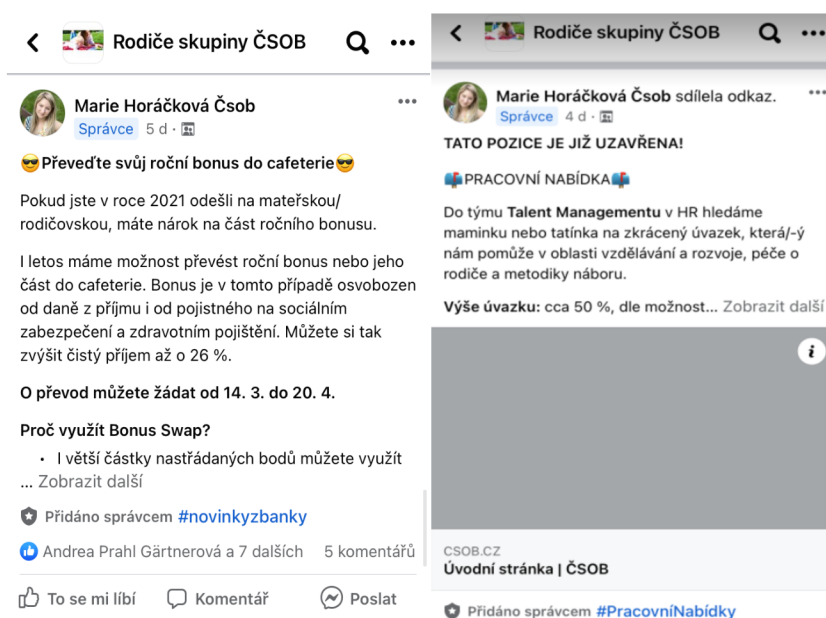 Rodiče skupiny ČSOB
Marie Horáčková Čsob
Správce 5 d ·
😎Převeďte svůj roční bonus do cafeterie😎
Pokud jste v roce 2021 odešli na mateřskou/
rodičovskou, máte nárok na část ročního bonusu.
I letos máme možnost převést roční bonus nebo jeho
část do cafeterie. Bonus je v tomto případě osvobozen
od daně z příjmu i od pojistného na sociálním
zabezpečení a zdravotním pojištění. Můžete si tak
zvýšit čistý příjem až o 26 %.
O převod můžete žádat od 14. 3. do 20. 4.
Proč využít Bonus Swap?
• I větší částky nastřádaných bodů můžete využít
... Zobrazit další
Přidáno správcem #novinkyzbanky
Andrea Prahl Gärtnerová a 7 dalších 5 komentářů
To se mi líbí Komentář Poslat
Rodiče skupiny ČSOB
Marie Horáčková Čsob sdílela odkaz.
Správce 4 d ·
TATO POZICE JE JIŽ UZAVŘENA!
📫PRACOVNÍ NABÍDKA📫
Do týmu Talent Managementu v HR hledáme
maminku nebo tatínka na zkrácený úvazek, která/-ý
nám pomůže v oblasti vzdělávání a rozvoje, péče o
rodiče a metodiky náboru.
Výše úvazku: cca 50 %, dle možnost... Zobrazit další
CSOB.CZ
Úvodní stránka | ČSOB
Přidáno správcem #PracovníNabídky